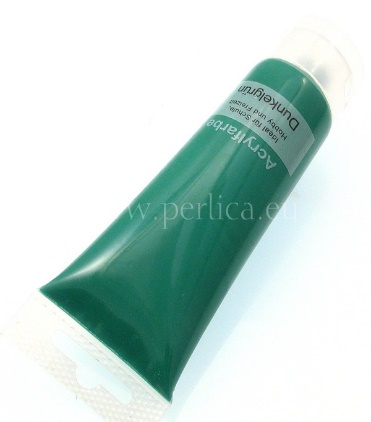 Acrylfarbe
Ideal für Schule,
Hobby und Freizeit
Dunkelgrün
www.perlica.eu